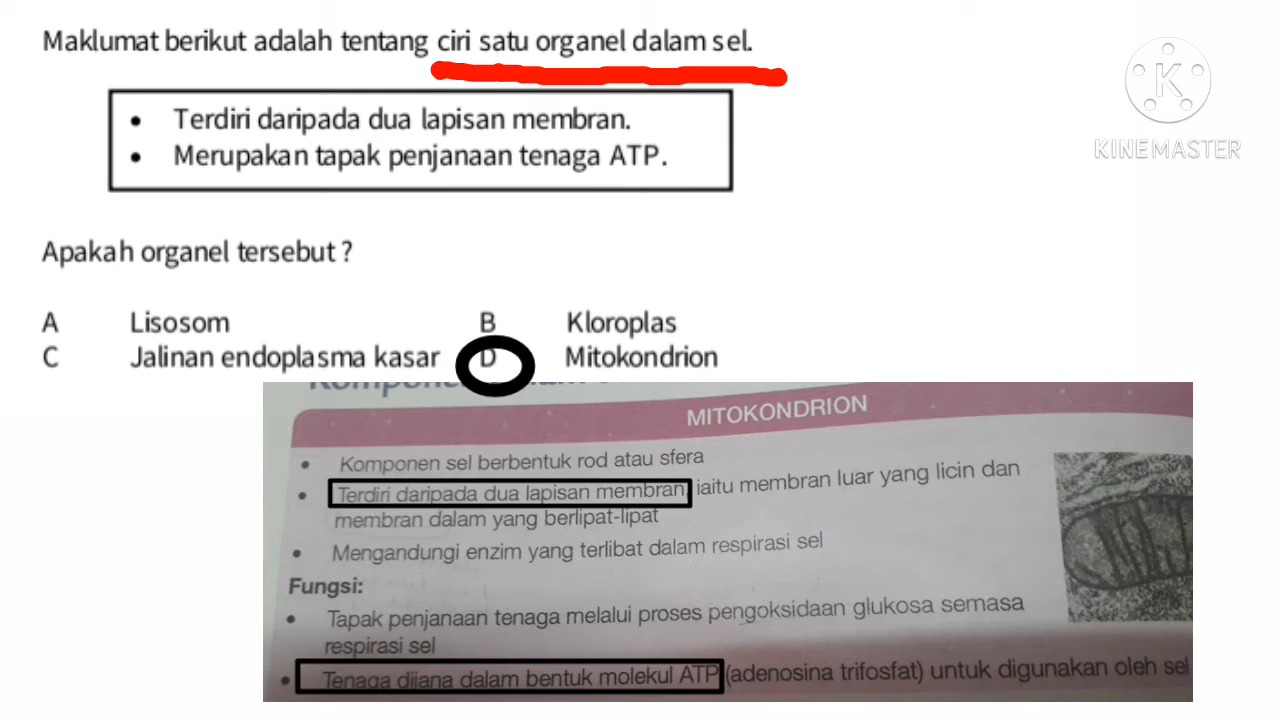 Maklumat berikut adalah tentang ciri satu organel dalam sel.
K
KINEMASTER
• Terdiri daripada dua lapisan membran.
• Merupakan tapak penjanaan tenaga ATP.
Apakah organel tersebut ?
A Lisosom B Kloroplas
C Jalinan endoplasma kasar D Mitokondrion
MITOKONDRION
• Komponen sel berbentuk rod atau sfera
• Terdiri daripada dua lapisan membran, iaitu membran luar yang licin dan
membran dalam yang berlipat-lipat
• Mengandungi enzim yang terlibat dalam respirasi sel
Fungsi:
• Tapak penjanaan tenaga melalui proses pengoksidaan glukosa semasa
respirasi sel
• Tenaga dijana dalam bentuk molekul ATP (adenosina trifosfat) untuk digunakan oleh sel